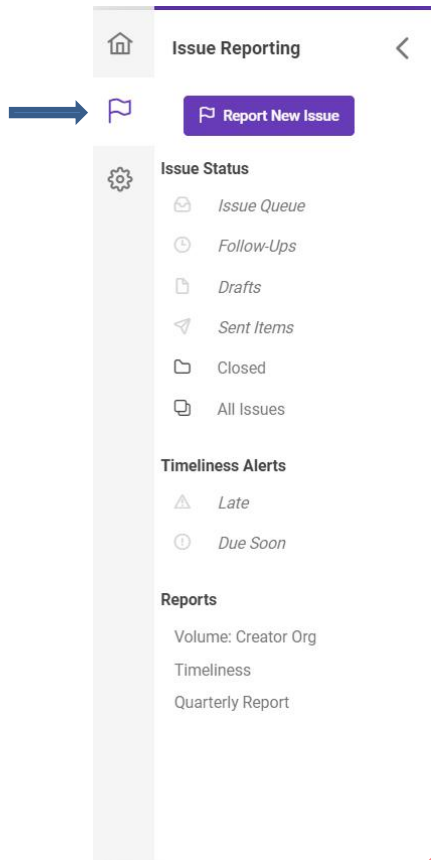 Issue Reporting
Report New Issue
Issue Status
Issue Queue
Follow-Ups
Drafts
Sent Items
Closed
All Issues
Timeliness Alerts
Late
Due Soon
Reports
Volume: Creator Org
Timeliness
Quarterly Report